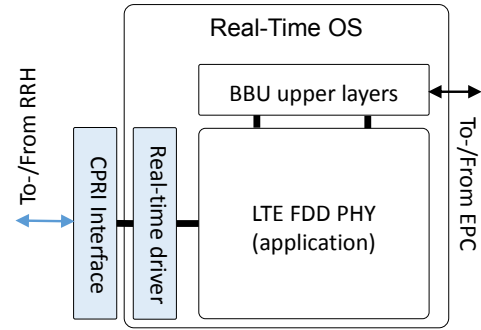 Real-Time OS
BBU upper layers
To-/From RRH
CPRI Interface
Real-time driver
LTE FDD PHY
(application)
To-/From EPC